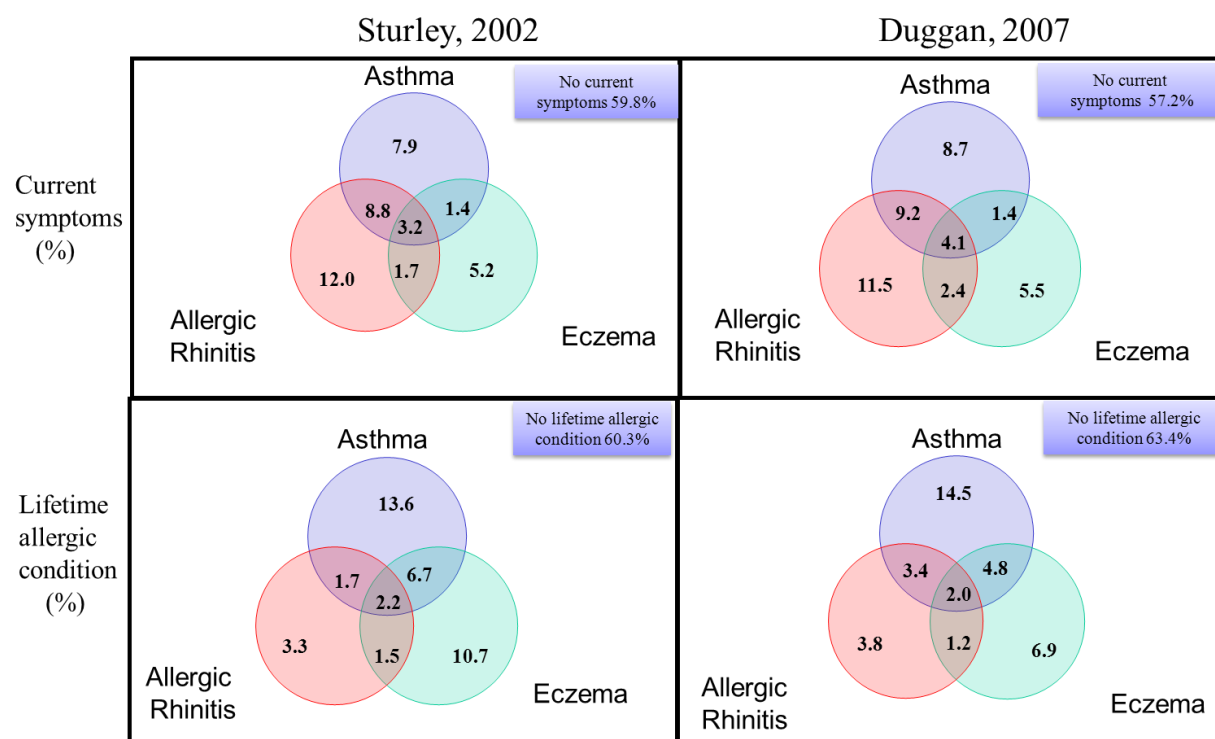 Sturley, 2002
Duggan, 2007
Current
symptoms
(%)
Asthma
No current
symptoms 59.8%
7.9
8.8
1.4
3.2
12.0
1.7
5.2
Allergic
Rhinitis
Eczema
Asthma
No current
symptoms 57.2%
8.7
9.2
1.4
4.1
11.5
2.4
5.5
Allergic
Rhinitis
Eczema
Lifetime
allergic
condition
(%)
Asthma
No lifetime allergic
condition 60.3%
13.6
1.7
6.7
2.2
3.3
1.5
10.7
Allergic
Rhinitis
Eczema
Asthma
No lifetime allergic
condition 63.4%
14.5
3.4
4.8
2.0
3.8
1.2
6.9
Allergic
Rhinitis
Eczema